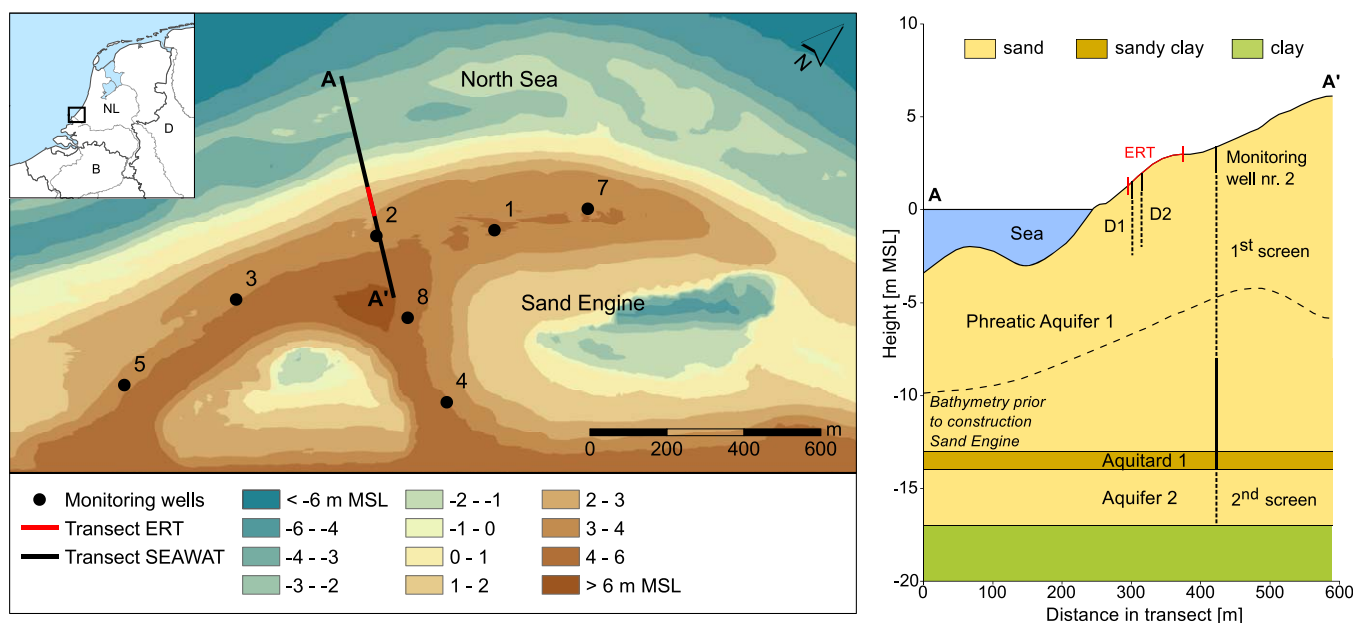 NL
D
B
A
North Sea
N
7
2
1
3
A'
8
Sand Engine
5
4
m
0 200 400 600
Monitoring wells
Transect ERT
Transect SEAWAT
< -6 m MSL
-6 - -4
-4 - -3
-3 - -2
-2 - -1
-1 - 0
0 - 1
1 - 2
2 - 3
3 - 4
4 - 6
> 6 m MSL
sand
sandy clay
clay
A'
ERT
Monitoring
well nr. 2
A
D1
D2
Sea
1st screen
Phreatic Aquifer 1
Bathymetry prior
to construction
Sand Engine
Aquitard 1
Aquifer 2
2nd screen
Height [m MSL]
10
5
0
-5
-10
-15
-20
0 100 200 300 400 500 600
Distance in transect [m]